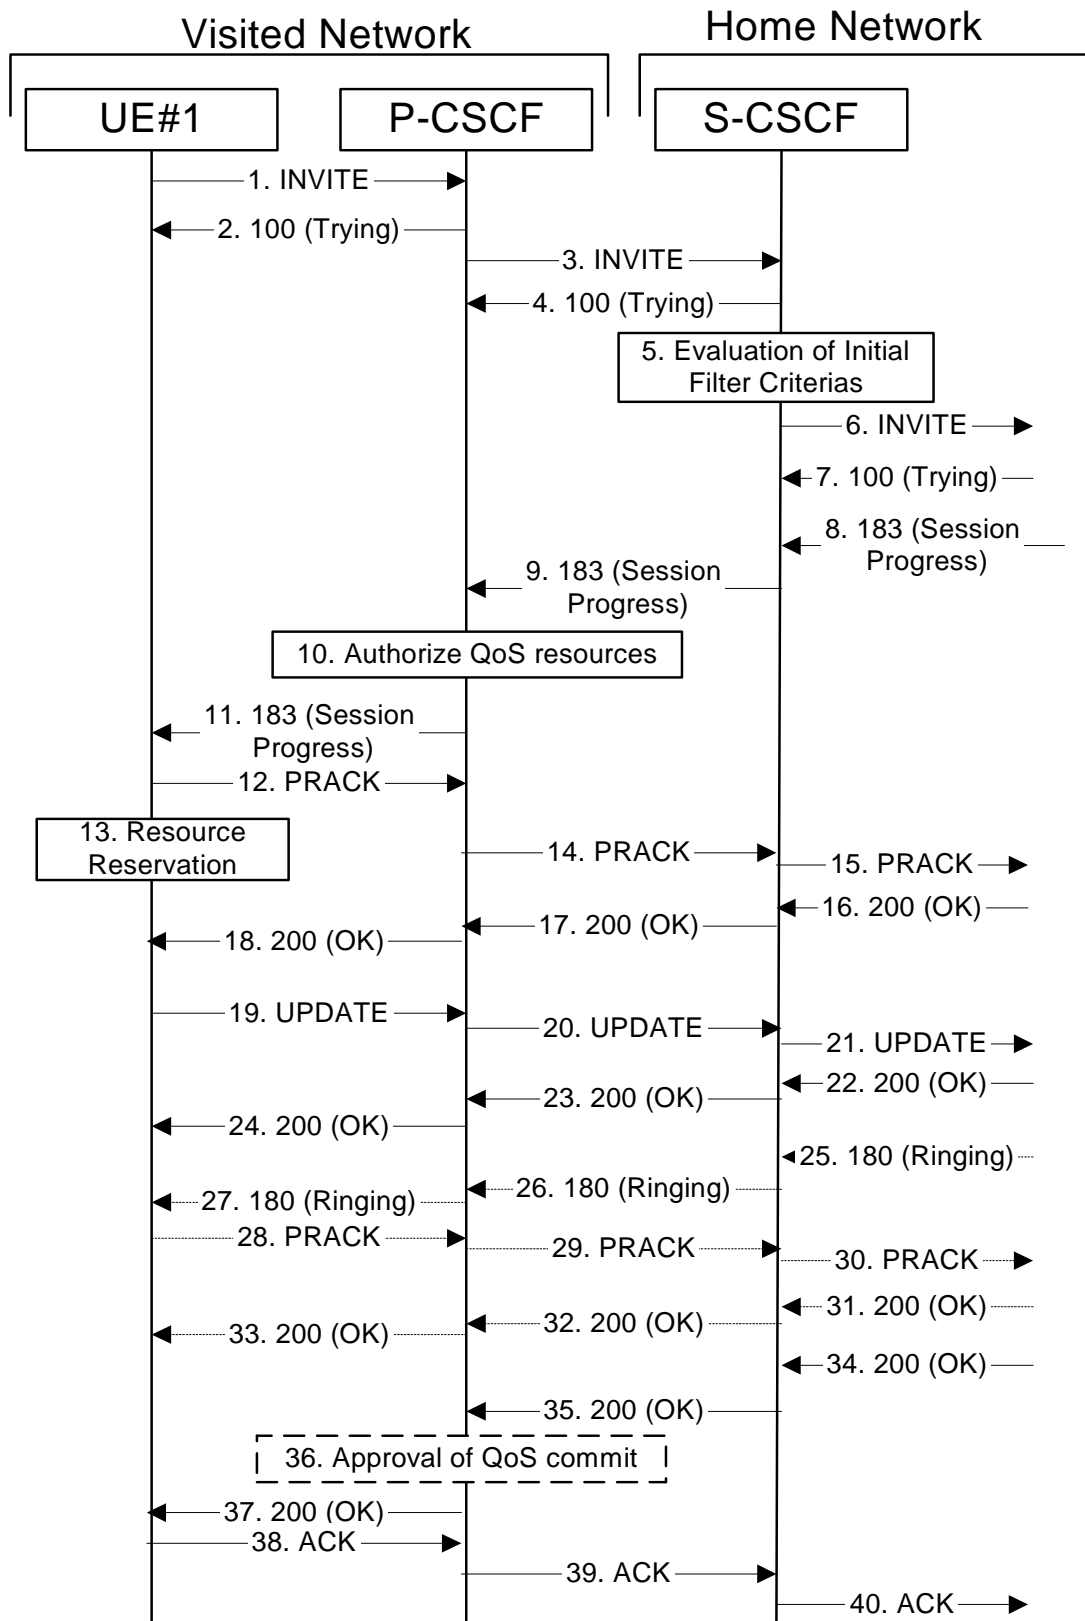 Visited Network
Home Network
UE#1
P-CSCF
S-CSCF
1. INVITE
2. 100 (Trying)
3. INVITE
4. 100 (Trying)
5. Evaluation of Initial
Filter Criterias
6. INVITE
7. 100 (Trying)
8. 183 (Session
Progress)
9. 183 (Session
Progress)
10. Authorize QoS resources
11. 183 (Session
Progress)
12. PRACK
13. Resource
Reservation
14. PRACK
15. PRACK
16. 200 (OK)
17. 200 (OK)
18. 200 (OK)
19. UPDATE
20. UPDATE
21. UPDATE
22. 200 (OK)
23. 200 (OK)
24. 200 (OK)
25. 180 (Ringing)
26. 180 (Ringing)
27. 180 (Ringing)
28. PRACK
29. PRACK
30. PRACK
31. 200 (OK)
32. 200 (OK)
33. 200 (OK)
34. 200 (OK)
35. 200 (OK)
36. Approval of QoS commit
37. 200 (OK)
38. ACK
39. ACK
40. ACK